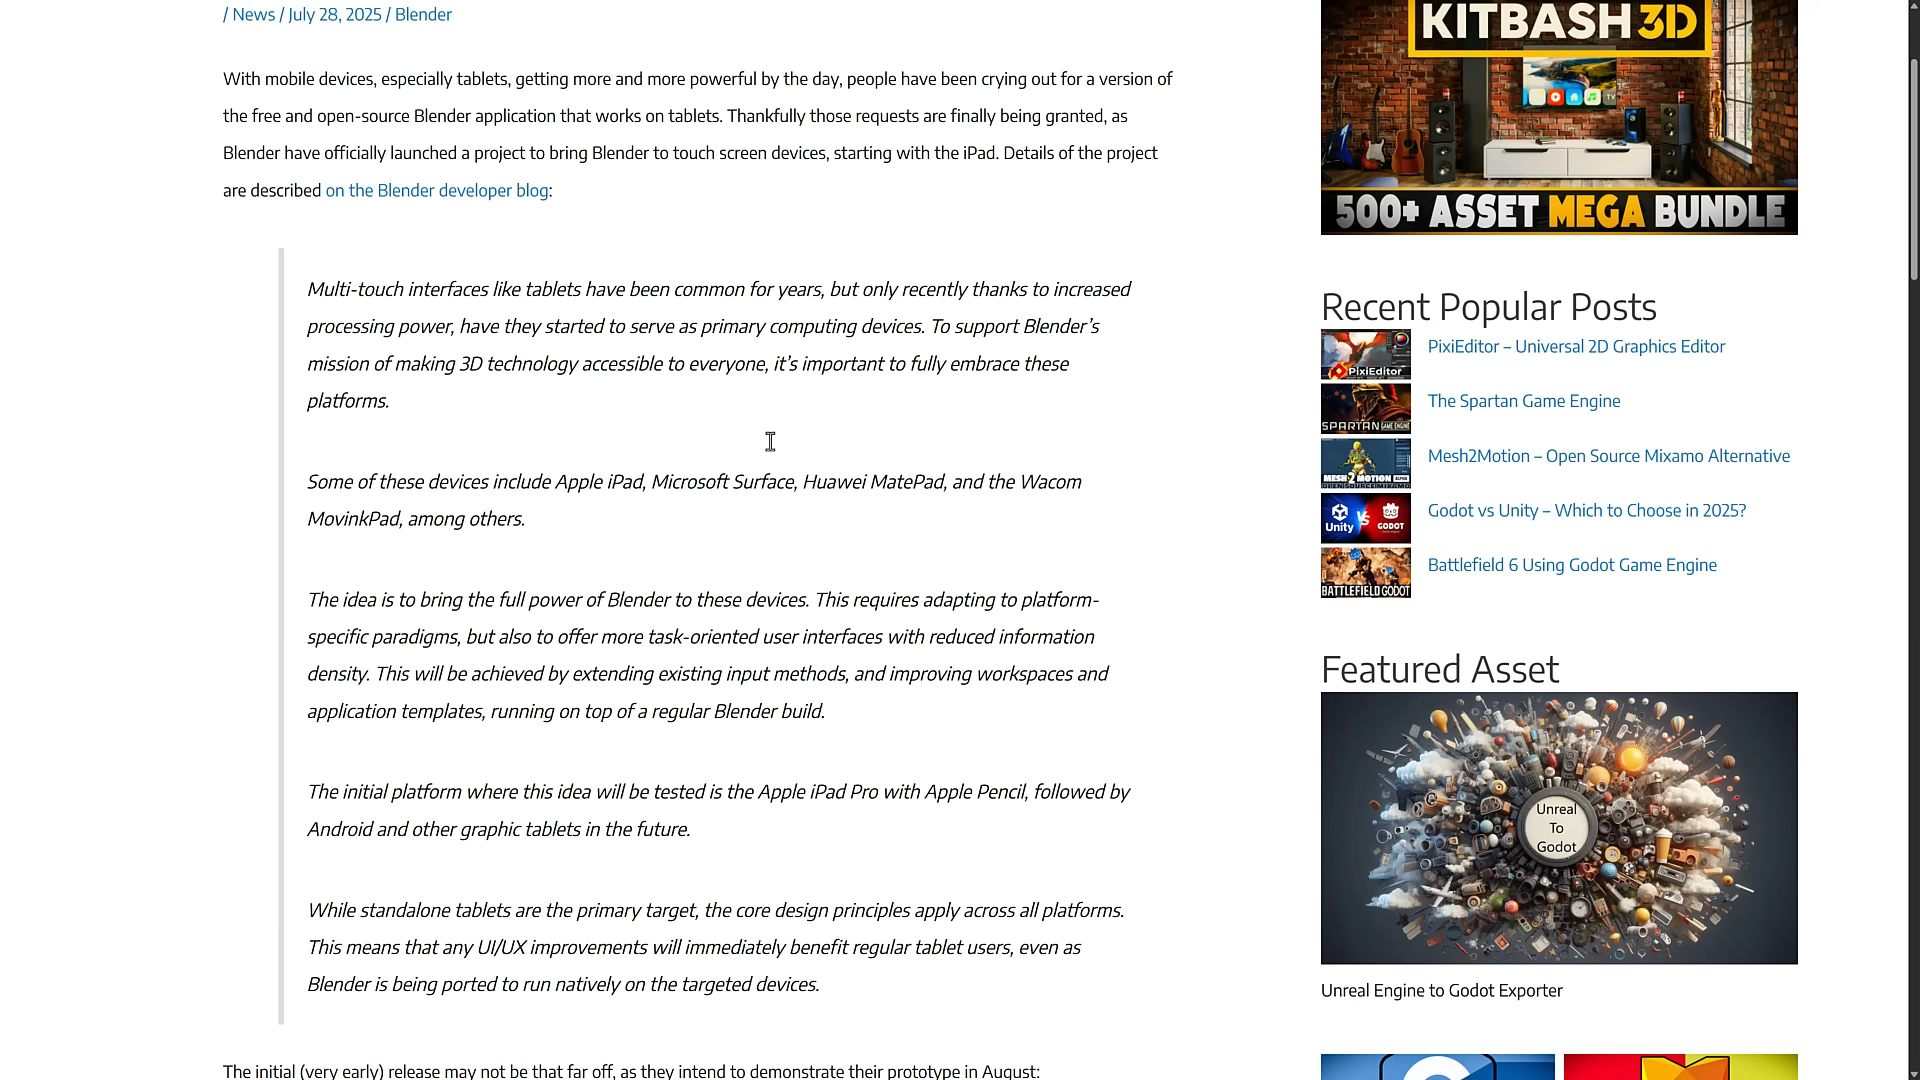 / News / July 28, 2025 / Blender
With mobile devices, especially tablets, getting more and more powerful by the day, people have been crying out for a version of
the free and open-source Blender application that works on tablets. Thankfully those requests are finally being granted, as
Blender have officially launched a project to bring Blender to touch screen devices, starting with the iPad. Details of the project
are described on the Blender developer blog:
Multi-touch interfaces like tablets have been common for years, but only recently thanks to increased
processing power, have they started to serve as primary computing devices. To support Blender’s
mission of making 3D technology accessible to everyone, it’s important to fully embrace these
platforms.
Some of these devices include Apple iPad, Microsoft Surface, Huawei MatePad, and the Wacom
MovinkPad, among others.
The idea is to bring the full power of Blender to these devices. This requires adapting to platform-
specific paradigms, but also to offer more task-oriented user interfaces with reduced information
density. This will be achieved by extending existing input methods, and improving workspaces and
application templates, running on top of a regular Blender build.
The initial platform where this idea will be tested is the Apple iPad Pro with Apple Pencil, followed by
Android and other graphic tablets in the future.
While standalone tablets are the primary target, the core design principles apply across all platforms.
This means that any UI/UX improvements will immediately benefit regular tablet users, even as
Blender is being ported to run natively on the targeted devices.
The initial (very early) release may not be that far off, as they intend to demonstrate their prototype in August:
KITBASH 3D
500+ ASSET MEGA BUNDLE
Recent Popular Posts
PixiEditor
PixiEditor – Universal 2D Graphics Editor
SPARTAN GAME ENGINE
The Spartan Game Engine
MESH 2 MOTION
Mesh2Motion – Open Source Mixamo Alternative
Unity VS GODOT
Godot vs Unity – Which to Choose in 2025?
BATTLEFIELD GODOT
Battlefield 6 Using Godot Game Engine
Featured Asset
Unreal
To
Godot
Unreal Engine to Godot Exporter